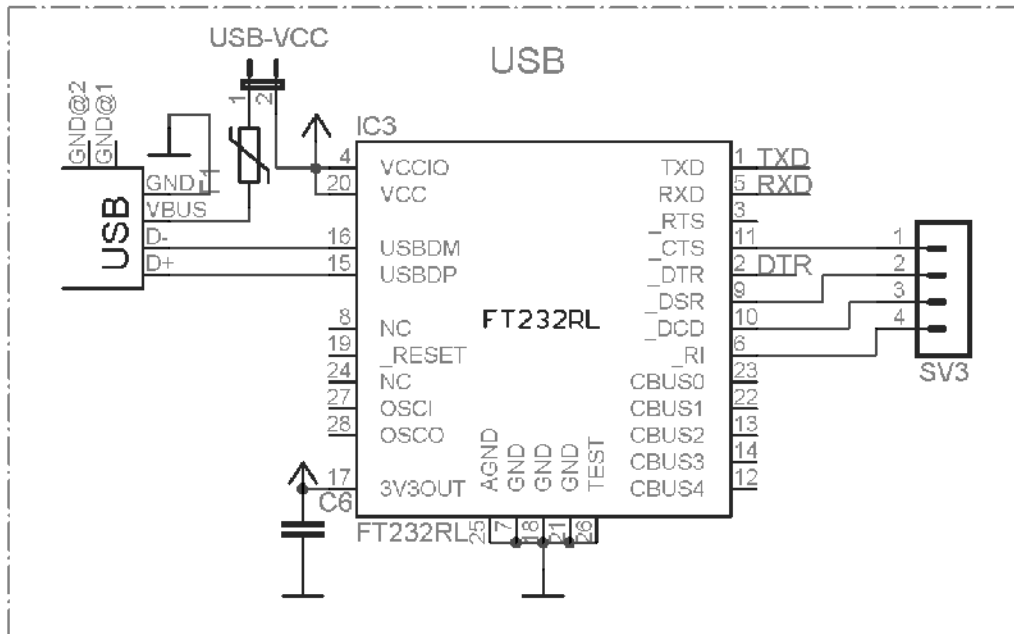 USB-VCC
USB
GND@2
GND@1
1
2
IC3
USB
GND
VBUS
D-
D+
4 VCCIO
20 VCC
16 USBDM
15 USBDP
8 NC
19 _RESET
24 NC
27 OSCI
28 OSCO
17 3V3OUT
C6
FT232RL
TXD 1 TXD
RXD 5 RXD
_RTS 3
_CTS 11
_DTR 2 DTR
_DSR 9
_DCD 10
_RI 6
CBUS0 23
CBUS1 22
CBUS2 13
CBUS3 14
CBUS4 12
1
2
3
4
SV3
AGND
GND
GND
GND
TEST
FT232RL
25
7
18
21
26